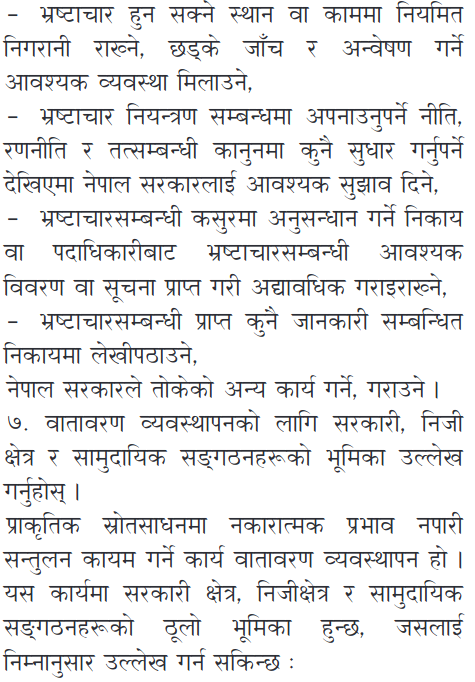 – भ्रष्टाचार हुन सक्ने स्थान वा काममा नियमित
निगरानी राख्ने, छड्के जाँच र अन्वेषण गर्ने
आवश्यक व्यवस्था मिलाउने,
– भ्रष्टाचार नियन्त्रण सम्बन्धमा अपनाउनुपर्ने नीति,
रणनीति र तत्सम्बन्धी कानुनमा कुनै सुधार गर्नुपर्ने
देखिएमा नेपाल सरकारलाई आवश्यक सुझाव दिने,
– भ्रष्टाचारसम्बन्धी कसुरमा अनुसन्धान गर्ने निकाय
वा पदाधिकारीबाट भ्रष्टाचारसम्बन्धी आवश्यक
विवरण वा सूचना प्राप्त गरी अद्यावधिक गराइराख्ने,
– भ्रष्टाचारसम्बन्धी प्राप्त कुनै जानकारी सम्बन्धित
निकायमा लेखीपठाउने,
नेपाल सरकारले तोकेको अन्य कार्य गर्ने, गराउने ।
७. वातावरण व्यवस्थापनको लागि सरकारी, निजी
क्षेत्र र सामुदायिक सङ्गठनहरूको भूमिका उल्लेख
गर्नुहोस् ।
प्राकृतिक स्रोतसाधनमा नकारात्मक प्रभाव नपारी
सन्तुलन कायम गर्ने कार्य वातावरण व्यवस्थापन हो ।
यस कार्यमा सरकारी क्षेत्र, निजीक्षेत्र र सामुदायिक
सङ्गठनहरूको ठूलो भूमिका हुन्छ, जसलाई
निम्नानुसार उल्लेख गर्न सकिन्छ :